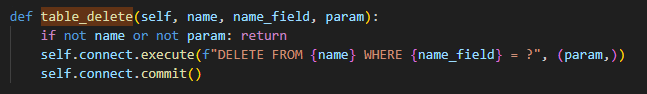 def table_delete(self, name, name_field, param):
    if not name or not param: return
    self.connect.execute(f"DELETE FROM {name} WHERE {name_field} = ?", (param,))
    self.connect.commit()